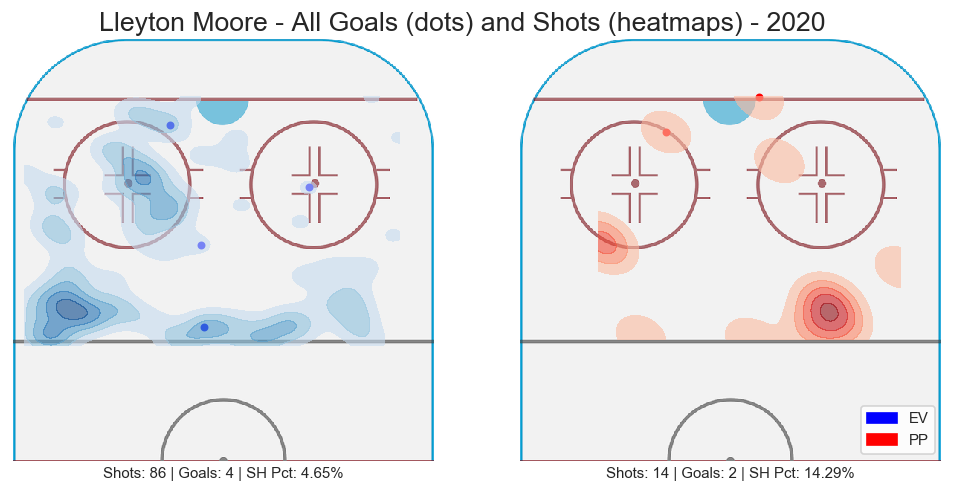 Lleyton Moore - All Goals (dots) and Shots (heatmaps) - 2020
EV
PP
Shots: 86 | Goals: 4 | SH Pct: 4.65%
Shots: 14 | Goals: 2 | SH Pct: 14.29%